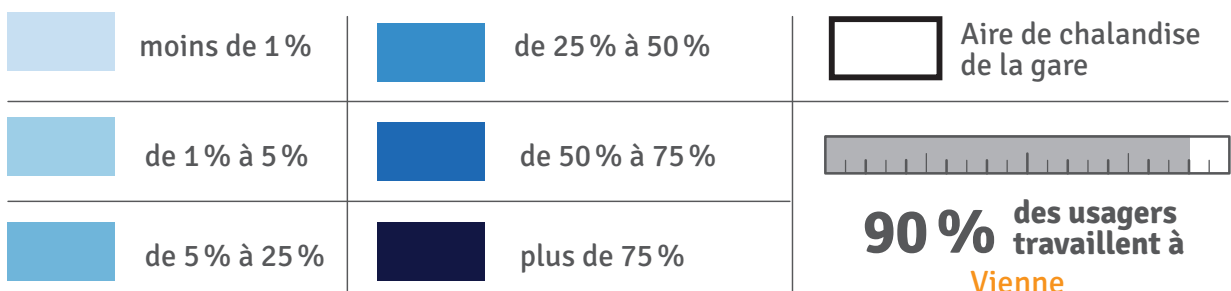 moins de 1 %
de 25 % à 50 %
Aire de chalandise
de la gare
de 1 % à 5 %
de 50 % à 75 %
de 5 % à 25 %
plus de 75 %
90 % des usagers
travaillent à
Vienne